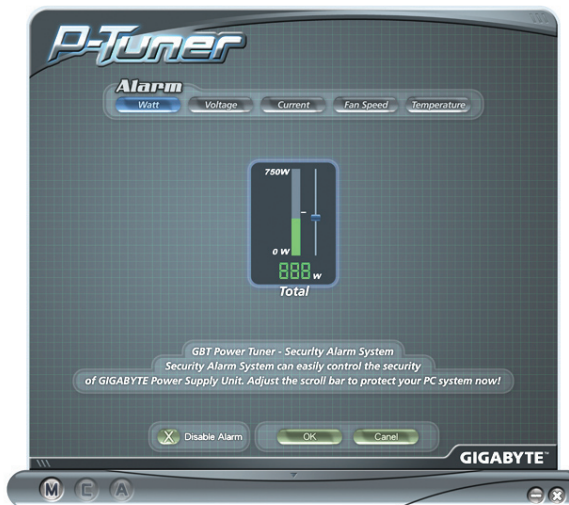 P-Tuner
Alarm
Watt Voltage Current Fan Speed Temperature
750W
0 W
888 W
Total
GBT Power Tuner - Security Alarm System
Security Alarm System can easily control the security
of GIGABYTE Power Supply Unit. Adjust the scroll bar to protect your PC system now!
X Disable Alarm OK Canel
GIGABYTE™
M E A